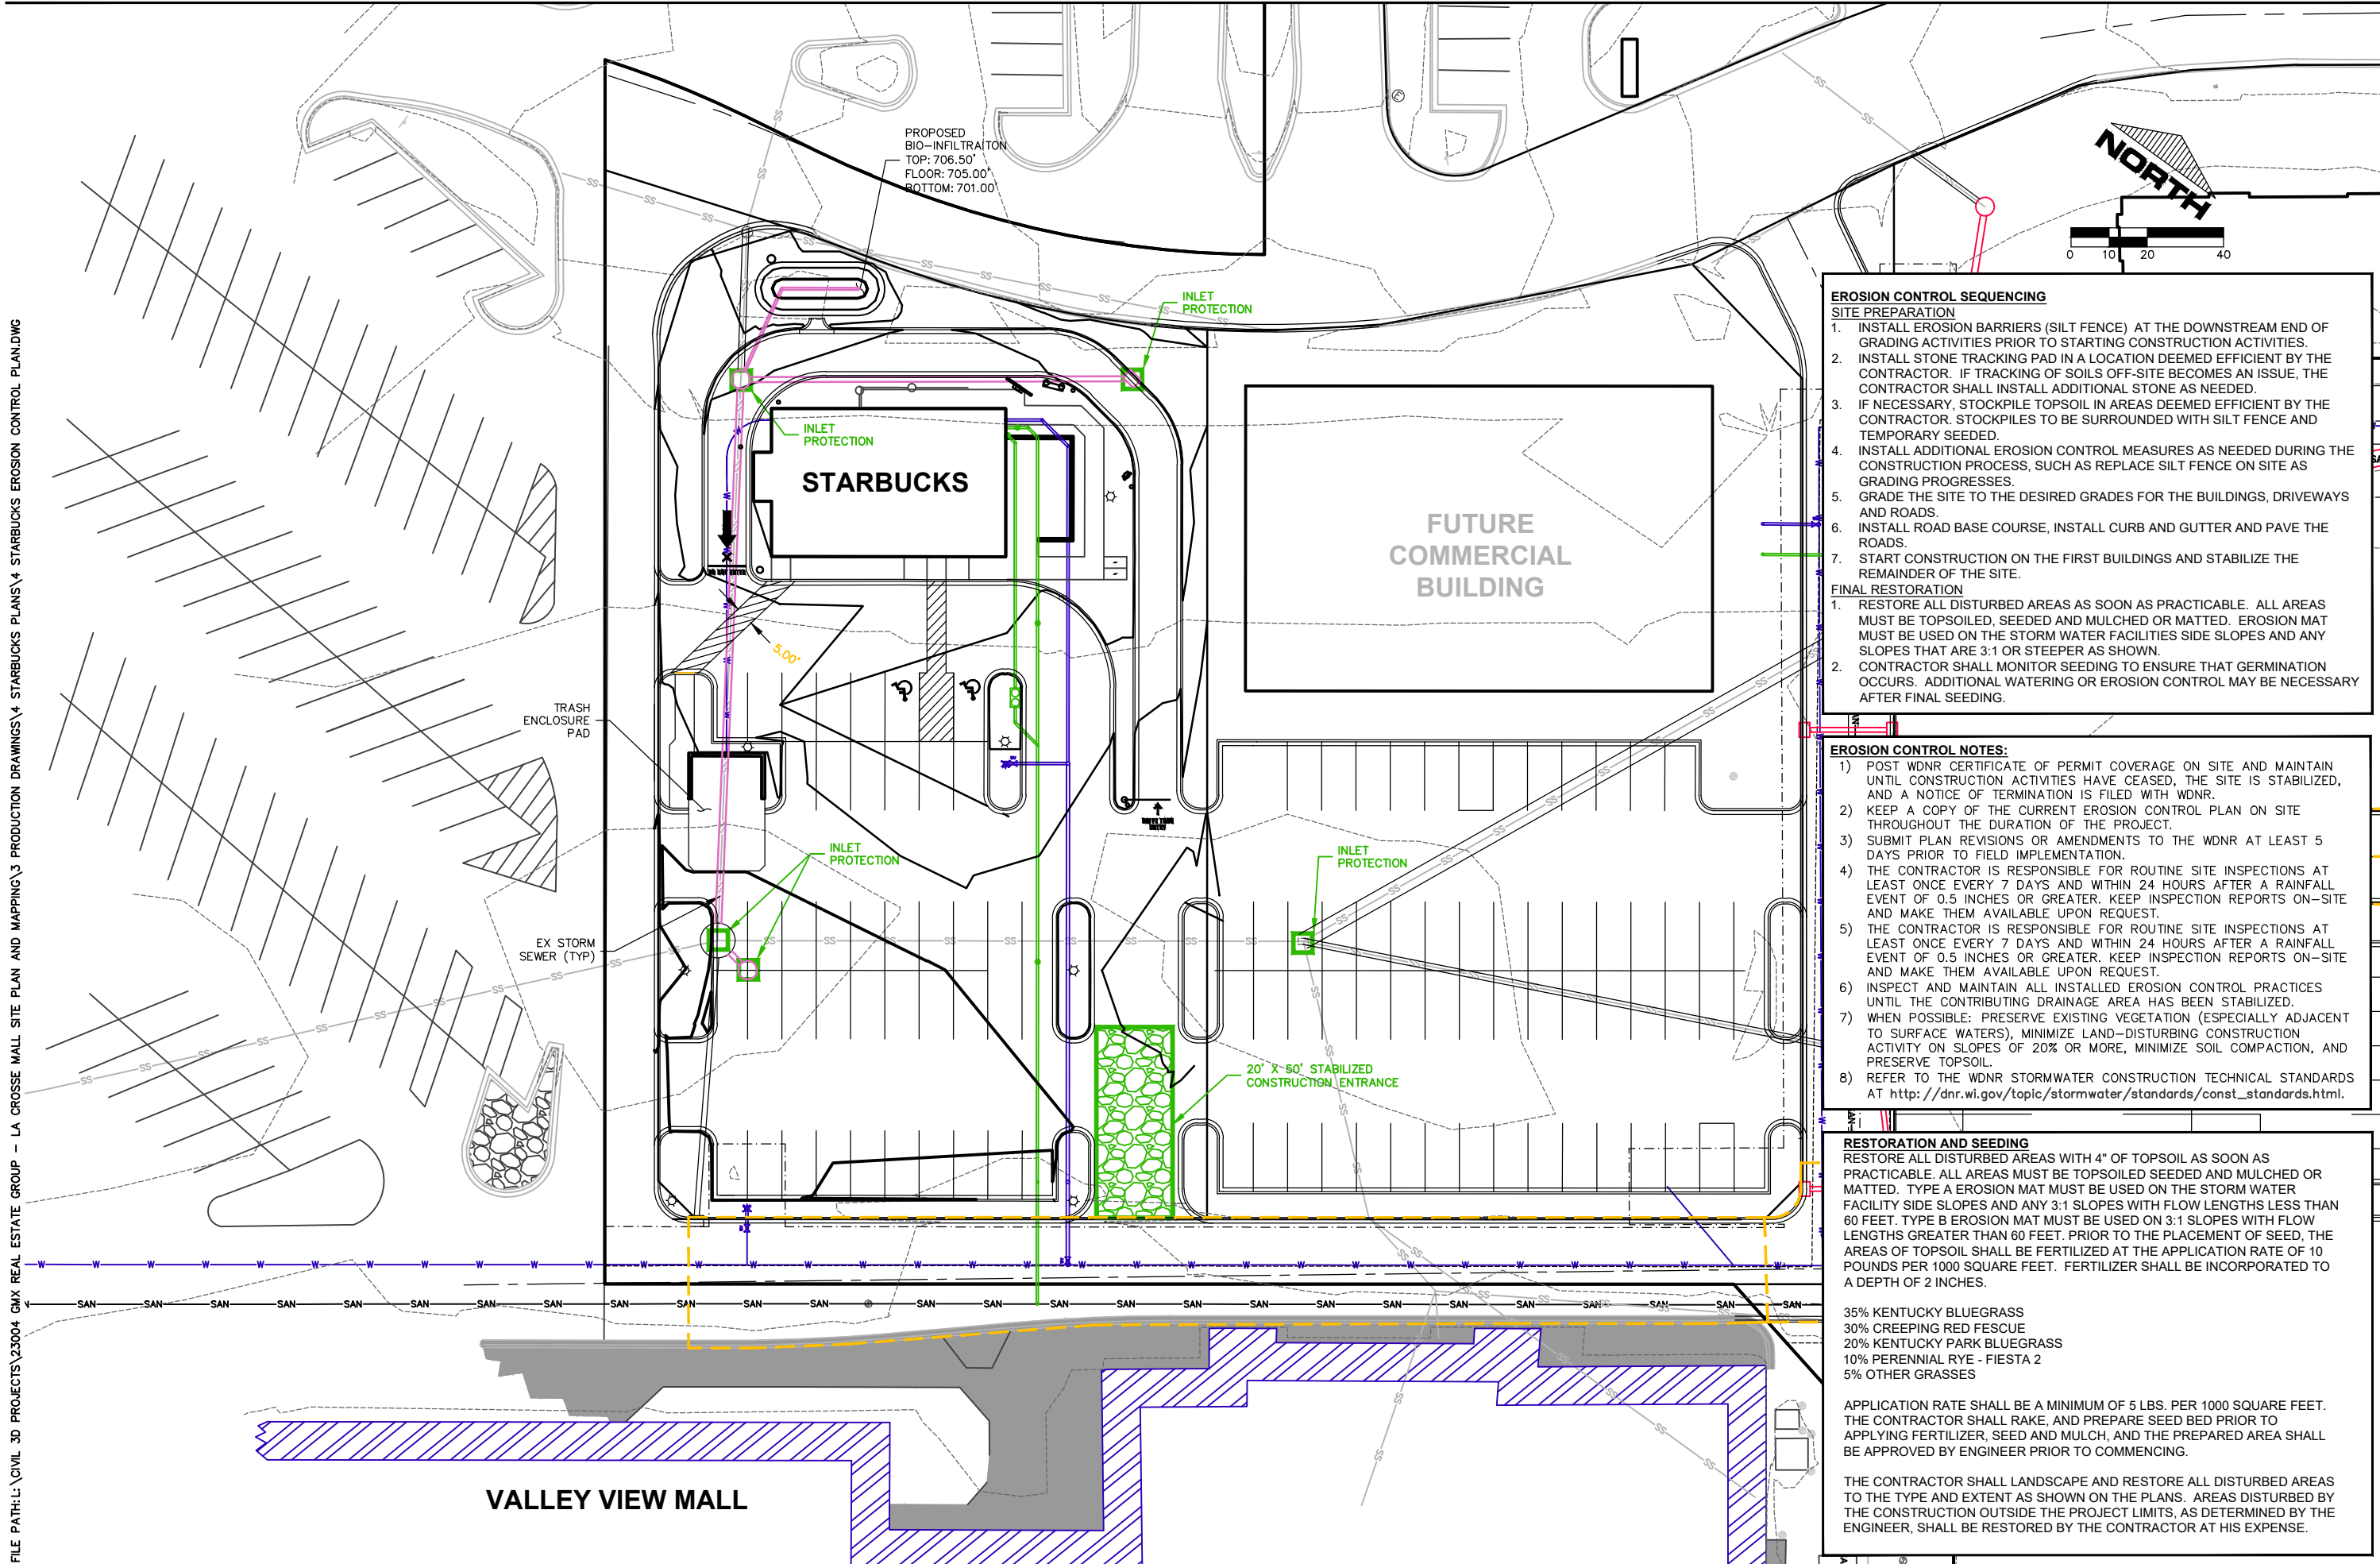 FILE PATH:L:\CIVIL 3D PROJECTS\23004 GMX REAL ESTATE GROUP - LA CROSSE MALL SITE PLAN AND MAPPING\3 PRODUCTION DRAWINGS\4 STARBUCKS PLANS\4 STARBUCKS EROSION CONTROL PLAN.DWG
PROPOSED
BIO-INFILTRAITON
TOP: 706.50'
FLOOR: 705.00'
BOTTOM: 701.00'
NORTH
0 10 20 40
INLET
PROTECTION
INLET
PROTECTION
STARBUCKS
FUTURE
COMMERCIAL
BUILDING
5.00'
TRASH
ENCLOSURE
PAD
INLET
PROTECTION
INLET
PROTECTION
EX STORM
SEWER (TYP)
20' X 50' STABILIZED
CONSTRUCTION ENTRANCE
VALLEY VIEW MALL
EROSION CONTROL SEQUENCING
SITE PREPARATION
1. INSTALL EROSION BARRIERS (SILT FENCE) AT THE DOWNSTREAM END OF
GRADING ACTIVITIES PRIOR TO STARTING CONSTRUCTION ACTIVITIES.
2. INSTALL STONE TRACKING PAD IN A LOCATION DEEMED EFFICIENT BY THE
CONTRACTOR. IF TRACKING OF SOILS OFF-SITE BECOMES AN ISSUE, THE
CONTRACTOR SHALL INSTALL ADDITIONAL STONE AS NEEDED.
3. IF NECESSARY, STOCKPILE TOPSOIL IN AREAS DEEMED EFFICIENT BY THE
CONTRACTOR. STOCKPILES TO BE SURROUNDED WITH SILT FENCE AND
TEMPORARY SEEDED.
4. INSTALL ADDITIONAL EROSION CONTROL MEASURES AS NEEDED DURING THE
CONSTRUCTION PROCESS, SUCH AS REPLACE SILT FENCE ON SITE AS
GRADING PROGRESSES.
5. GRADE THE SITE TO THE DESIRED GRADES FOR THE BUILDINGS, DRIVEWAYS
AND ROADS.
6. INSTALL ROAD BASE COURSE, INSTALL CURB AND GUTTER AND PAVE THE
ROADS.
7. START CONSTRUCTION ON THE FIRST BUILDINGS AND STABILIZE THE
REMAINDER OF THE SITE.
FINAL RESTORATION
1. RESTORE ALL DISTURBED AREAS AS SOON AS PRACTICABLE. ALL AREAS
MUST BE TOPSOILED, SEEDED AND MULCHED OR MATTED. EROSION MAT
MUST BE USED ON THE STORM WATER FACILITIES SIDE SLOPES AND ANY
SLOPES THAT ARE 3:1 OR STEEPER AS SHOWN.
2. CONTRACTOR SHALL MONITOR SEEDING TO ENSURE THAT GERMINATION
OCCURS. ADDITIONAL WATERING OR EROSION CONTROL MAY BE NECESSARY
AFTER FINAL SEEDING.
EROSION CONTROL NOTES:
1) POST WDNR CERTIFICATE OF PERMIT COVERAGE ON SITE AND MAINTAIN
UNTIL CONSTRUCTION ACTIVITIES HAVE CEASED, THE SITE IS STABILIZED,
AND A NOTICE OF TERMINATION IS FILED WITH WDNR.
2) KEEP A COPY OF THE CURRENT EROSION CONTROL PLAN ON SITE
THROUGHOUT THE DURATION OF THE PROJECT.
3) SUBMIT PLAN REVISIONS OR AMENDMENTS TO THE WDNR AT LEAST 5
DAYS PRIOR TO FIELD IMPLEMENTATION.
4) THE CONTRACTOR IS RESPONSIBLE FOR ROUTINE SITE INSPECTIONS AT
LEAST ONCE EVERY 7 DAYS AND WITHIN 24 HOURS AFTER A RAINFALL
EVENT OF 0.5 INCHES OR GREATER. KEEP INSPECTION REPORTS ON-SITE
AND MAKE THEM AVAILABLE UPON REQUEST.
5) THE CONTRACTOR IS RESPONSIBLE FOR ROUTINE SITE INSPECTIONS AT
LEAST ONCE EVERY 7 DAYS AND WITHIN 24 HOURS AFTER A RAINFALL
EVENT OF 0.5 INCHES OR GREATER. KEEP INSPECTION REPORTS ON-SITE
AND MAKE THEM AVAILABLE UPON REQUEST.
6) INSPECT AND MAINTAIN ALL INSTALLED EROSION CONTROL PRACTICES
UNTIL THE CONTRIBUTING DRAINAGE AREA HAS BEEN STABILIZED.
7) WHEN POSSIBLE: PRESERVE EXISTING VEGETATION (ESPECIALLY ADJACENT
TO SURFACE WATERS), MINIMIZE LAND-DISTURBING CONSTRUCTION
ACTIVITY ON SLOPES OF 20% OR MORE, MINIMIZE SOIL COMPACTION, AND
PRESERVE TOPSOIL.
8) REFER TO THE WDNR STORMWATER CONSTRUCTION TECHNICAL STANDARDS
AT http://dnr.wi.gov/topic/stormwater/standards/const_standards.html.
RESTORATION AND SEEDING
RESTORE ALL DISTURBED AREAS WITH 4" OF TOPSOIL AS SOON AS
PRACTICABLE. ALL AREAS MUST BE TOPSOILED SEEDED AND MULCHED OR
MATTED. TYPE A EROSION MAT MUST BE USED ON THE STORM WATER
FACILITY SIDE SLOPES AND ANY 3:1 SLOPES WITH FLOW LENGTHS LESS THAN
60 FEET. TYPE B EROSION MAT MUST BE USED ON 3:1 SLOPES WITH FLOW
LENGTHS GREATER THAN 60 FEET. PRIOR TO THE PLACEMENT OF SEED, THE
AREAS OF TOPSOIL SHALL BE FERTILIZED AT THE APPLICATION RATE OF 10
POUNDS PER 1000 SQUARE FEET. FERTILIZER SHALL BE INCORPORATED TO
A DEPTH OF 2 INCHES.
35% KENTUCKY BLUEGRASS
30% CREEPING RED FESCUE
20% KENTUCKY PARK BLUEGRASS
10% PERENNIAL RYE - FIESTA 2
5% OTHER GRASSES
APPLICATION RATE SHALL BE A MINIMUM OF 5 LBS. PER 1000 SQUARE FEET.
THE CONTRACTOR SHALL RAKE, AND PREPARE SEED BED PRIOR TO
APPLYING FERTILIZER, SEED AND MULCH, AND THE PREPARED AREA SHALL
BE APPROVED BY ENGINEER PRIOR TO COMMENCING.
THE CONTRACTOR SHALL LANDSCAPE AND RESTORE ALL DISTURBED AREAS
TO THE TYPE AND EXTENT AS SHOWN ON THE PLANS. AREAS DISTURBED BY
THE CONSTRUCTION OUTSIDE THE PROJECT LIMITS, AS DETERMINED BY THE
ENGINEER, SHALL BE RESTORED BY THE CONTRACTOR AT HIS EXPENSE.